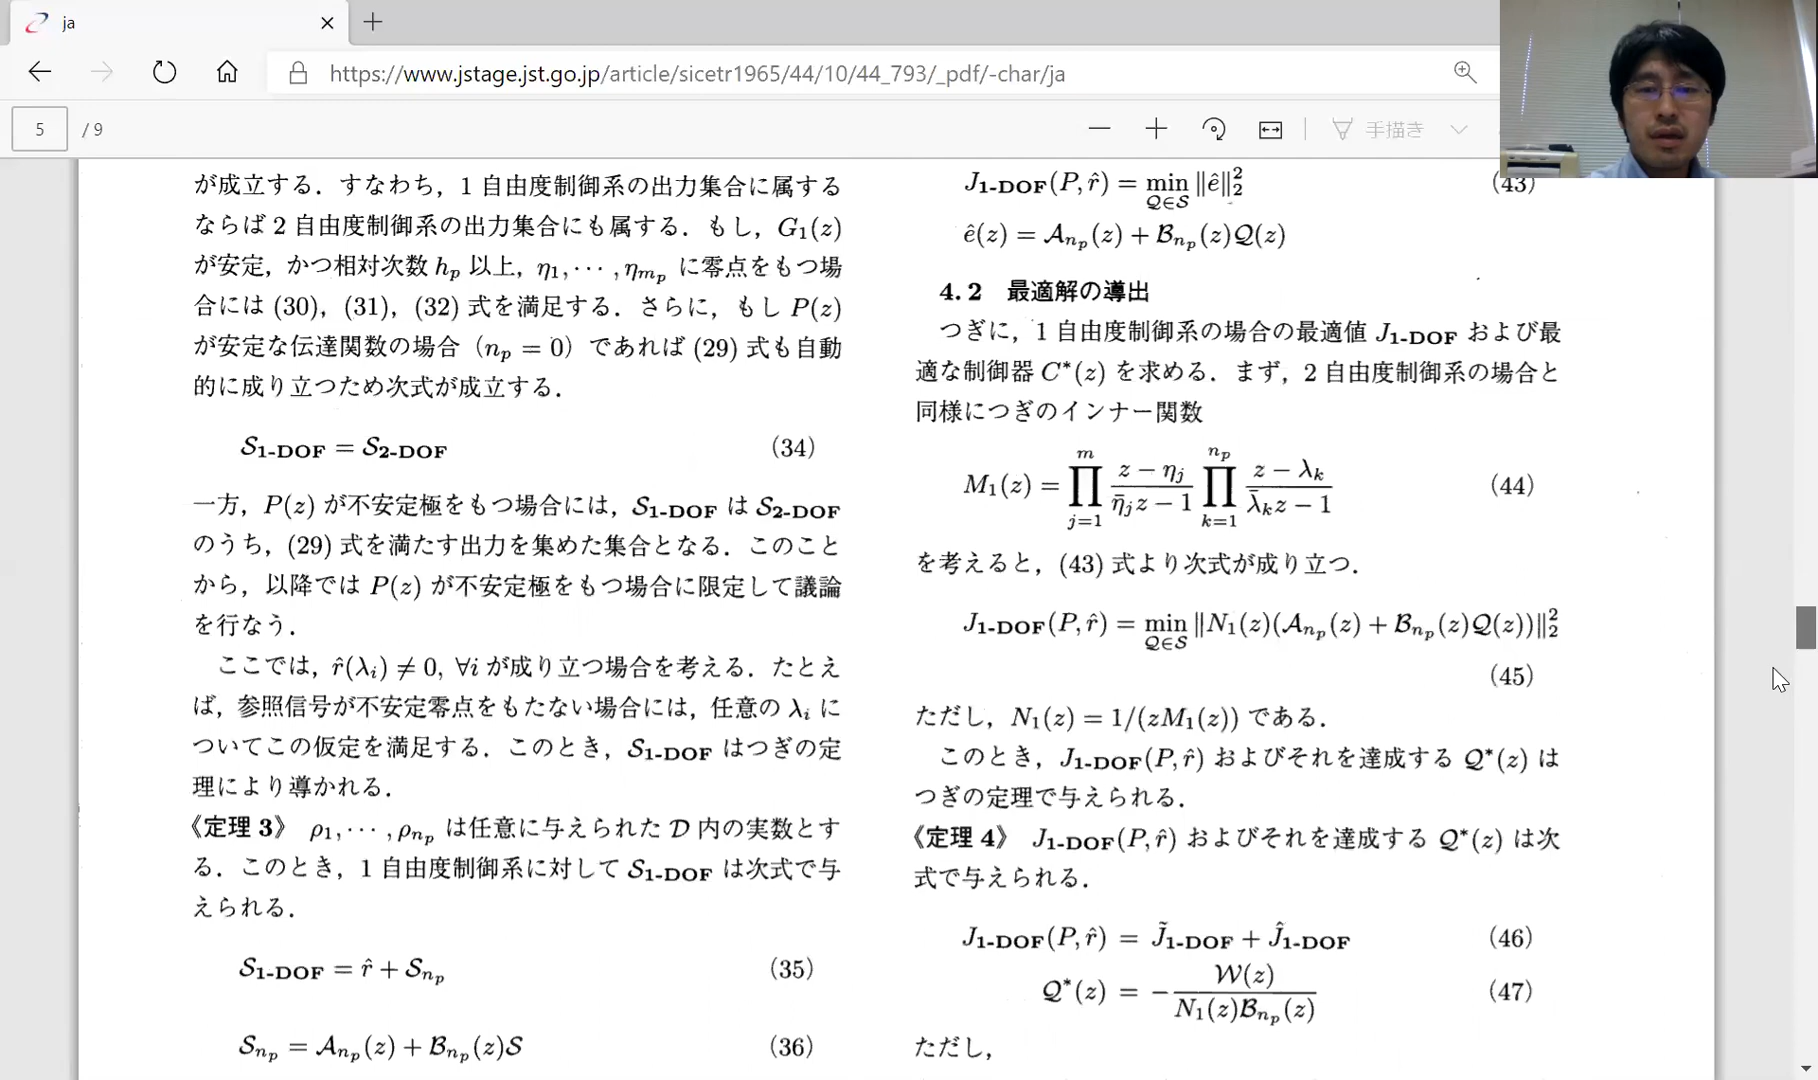 ja
https://www.jstage.jst.go.jp/article/sicetr1965/44/10/44_793/_pdf/-char/ja
5 / 9
手描き
が成立する．すなわち，1 自由度制御系の出力集合に属する
ならば 2 自由度制御系の出力集合にも属する．もし，G₁(z)
が安定，かつ相対次数 h_p 以上，η₁, ⋯, η_{m_p} に零点をもつ場
合には (30)，(31)，(32) 式を満足する．さらに，もし P(z)
が安定な伝達関数の場合（n_p = 0）であれば (29) 式も自動
的に成り立つため次式が成立する．
S_{1-DOF} = S_{2-DOF} (34)
一方，P(z) が不安定極をもつ場合には，S_{1-DOF} は S_{2-DOF}
のうち，(29) 式を満たす出力を集めた集合となる．このこと
から，以降では P(z) が不安定極をもつ場合に限定して議論
を行なう．
ここでは，r̂(λ_i) ≠ 0, ∀i が成り立つ場合を考える．たとえ
ば，参照信号が不安定零点をもたない場合には，任意の λ_i に
ついてこの仮定を満足する．このとき，S_{1-DOF} はつぎの定
理により導かれる．
《定理 3》 ρ₁, ⋯, ρ_{n_p} は任意に与えられた D 内の実数とす
る．このとき，1 自由度制御系に対して S_{1-DOF} は次式で与
えられる．
S_{1-DOF} = r̂ + S_{n_p} (35)
S_{n_p} = A_{n_p}(z) + B_{n_p}(z)S (36)
J_{1-DOF}(P, r̂) = min_{Q∈S} ‖ê‖₂² (43)
ê(z) = A_{n_p}(z) + B_{n_p}(z)Q(z)
4.2 最適解の導出
つぎに，1 自由度制御系の場合の最適値 J_{1-DOF} および最
適な制御器 C*(z) を求める．まず，2 自由度制御系の場合と
同様につぎのインナー関数
M₁(z) = ∏_{j=1}^{m} (z − η_j)/(η̄_j z − 1) ∏_{k=1}^{n_p} (z − λ_k)/(λ̄_k z − 1) (44)
を考えると，(43) 式より次式が成り立つ．
J_{1-DOF}(P, r̂) = min_{Q∈S} ‖N₁(z)(A_{n_p}(z) + B_{n_p}(z)Q(z))‖₂²
(45)
ただし，N₁(z) = 1/(zM₁(z)) である．
このとき，J_{1-DOF}(P, r̂) およびそれを達成する Q*(z) は
つぎの定理で与えられる．
《定理 4》 J_{1-DOF}(P, r̂) およびそれを達成する Q*(z) は次
式で与えられる．
J_{1-DOF}(P, r̂) = J̃_{1-DOF} + Ĵ_{1-DOF} (46)
Q*(z) = − W(z)/(N₁(z)B_{n_p}(z)) (47)
ただし，